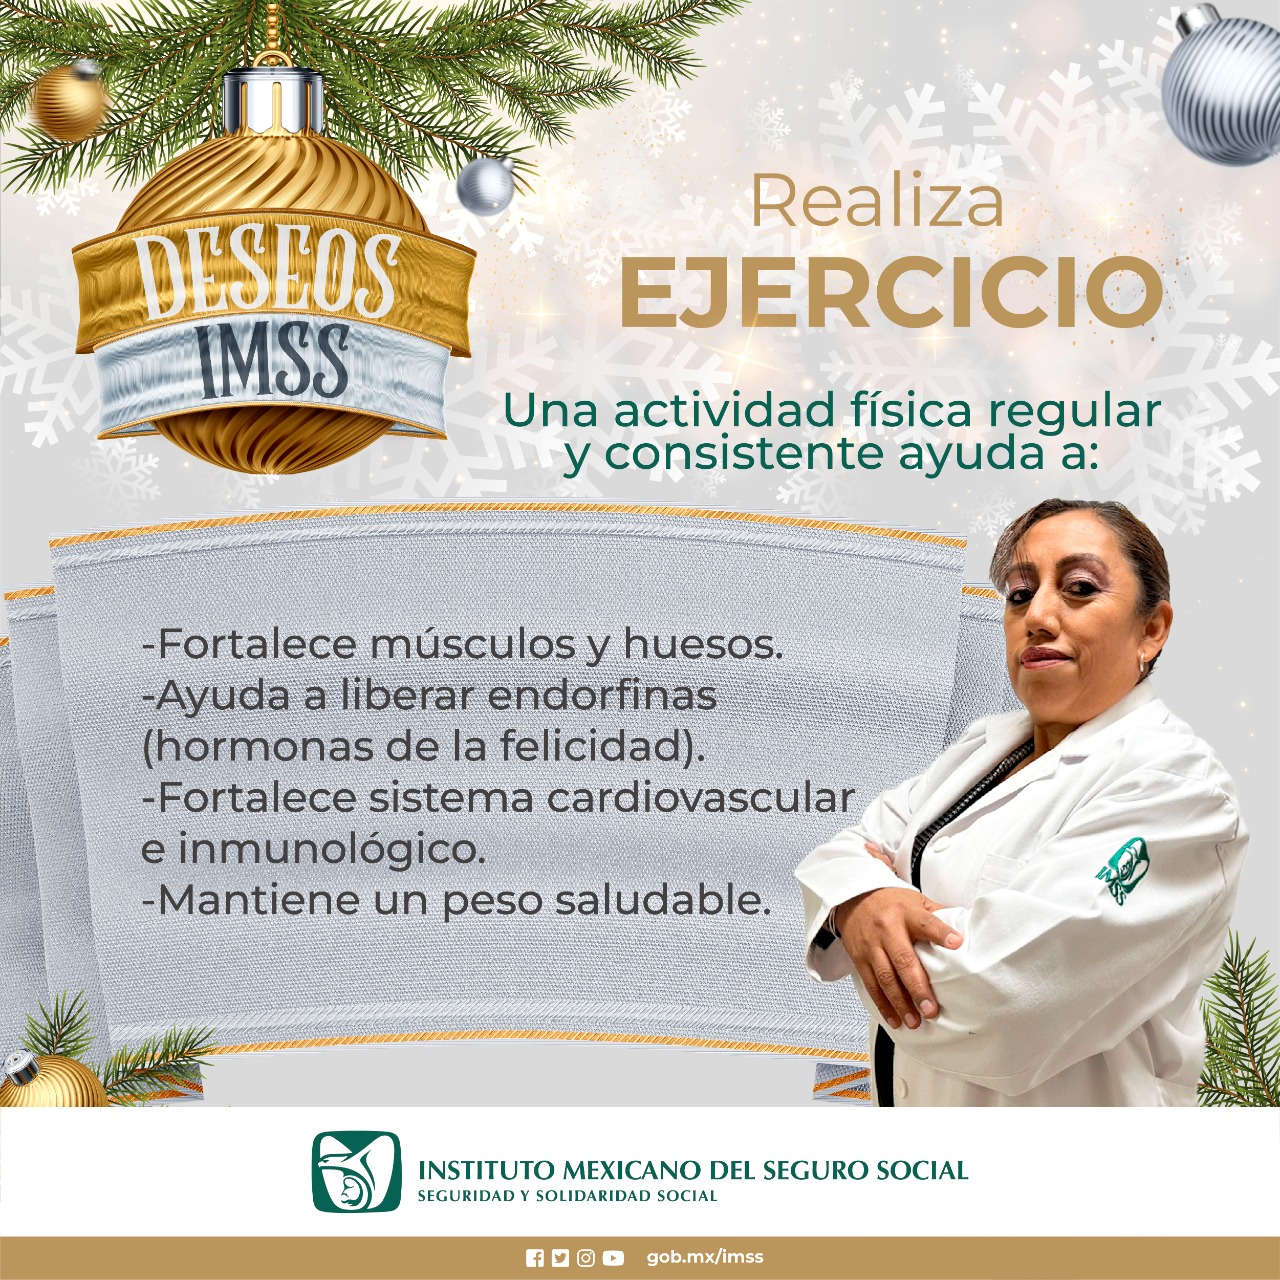 DESEOS
IMSS
Realiza
EJERCICIO
Una actividad física regular
y consistente ayuda a:
-Fortalece músculos y huesos.
-Ayuda a liberar endorfinas
(hormonas de la felicidad).
-Fortalece sistema cardiovascular
e inmunológico.
-Mantiene un peso saludable.
IMSS
INSTITUTO MEXICANO DEL SEGURO SOCIAL
SEGURIDAD Y SOLIDARIDAD SOCIAL
gob.mx/imss